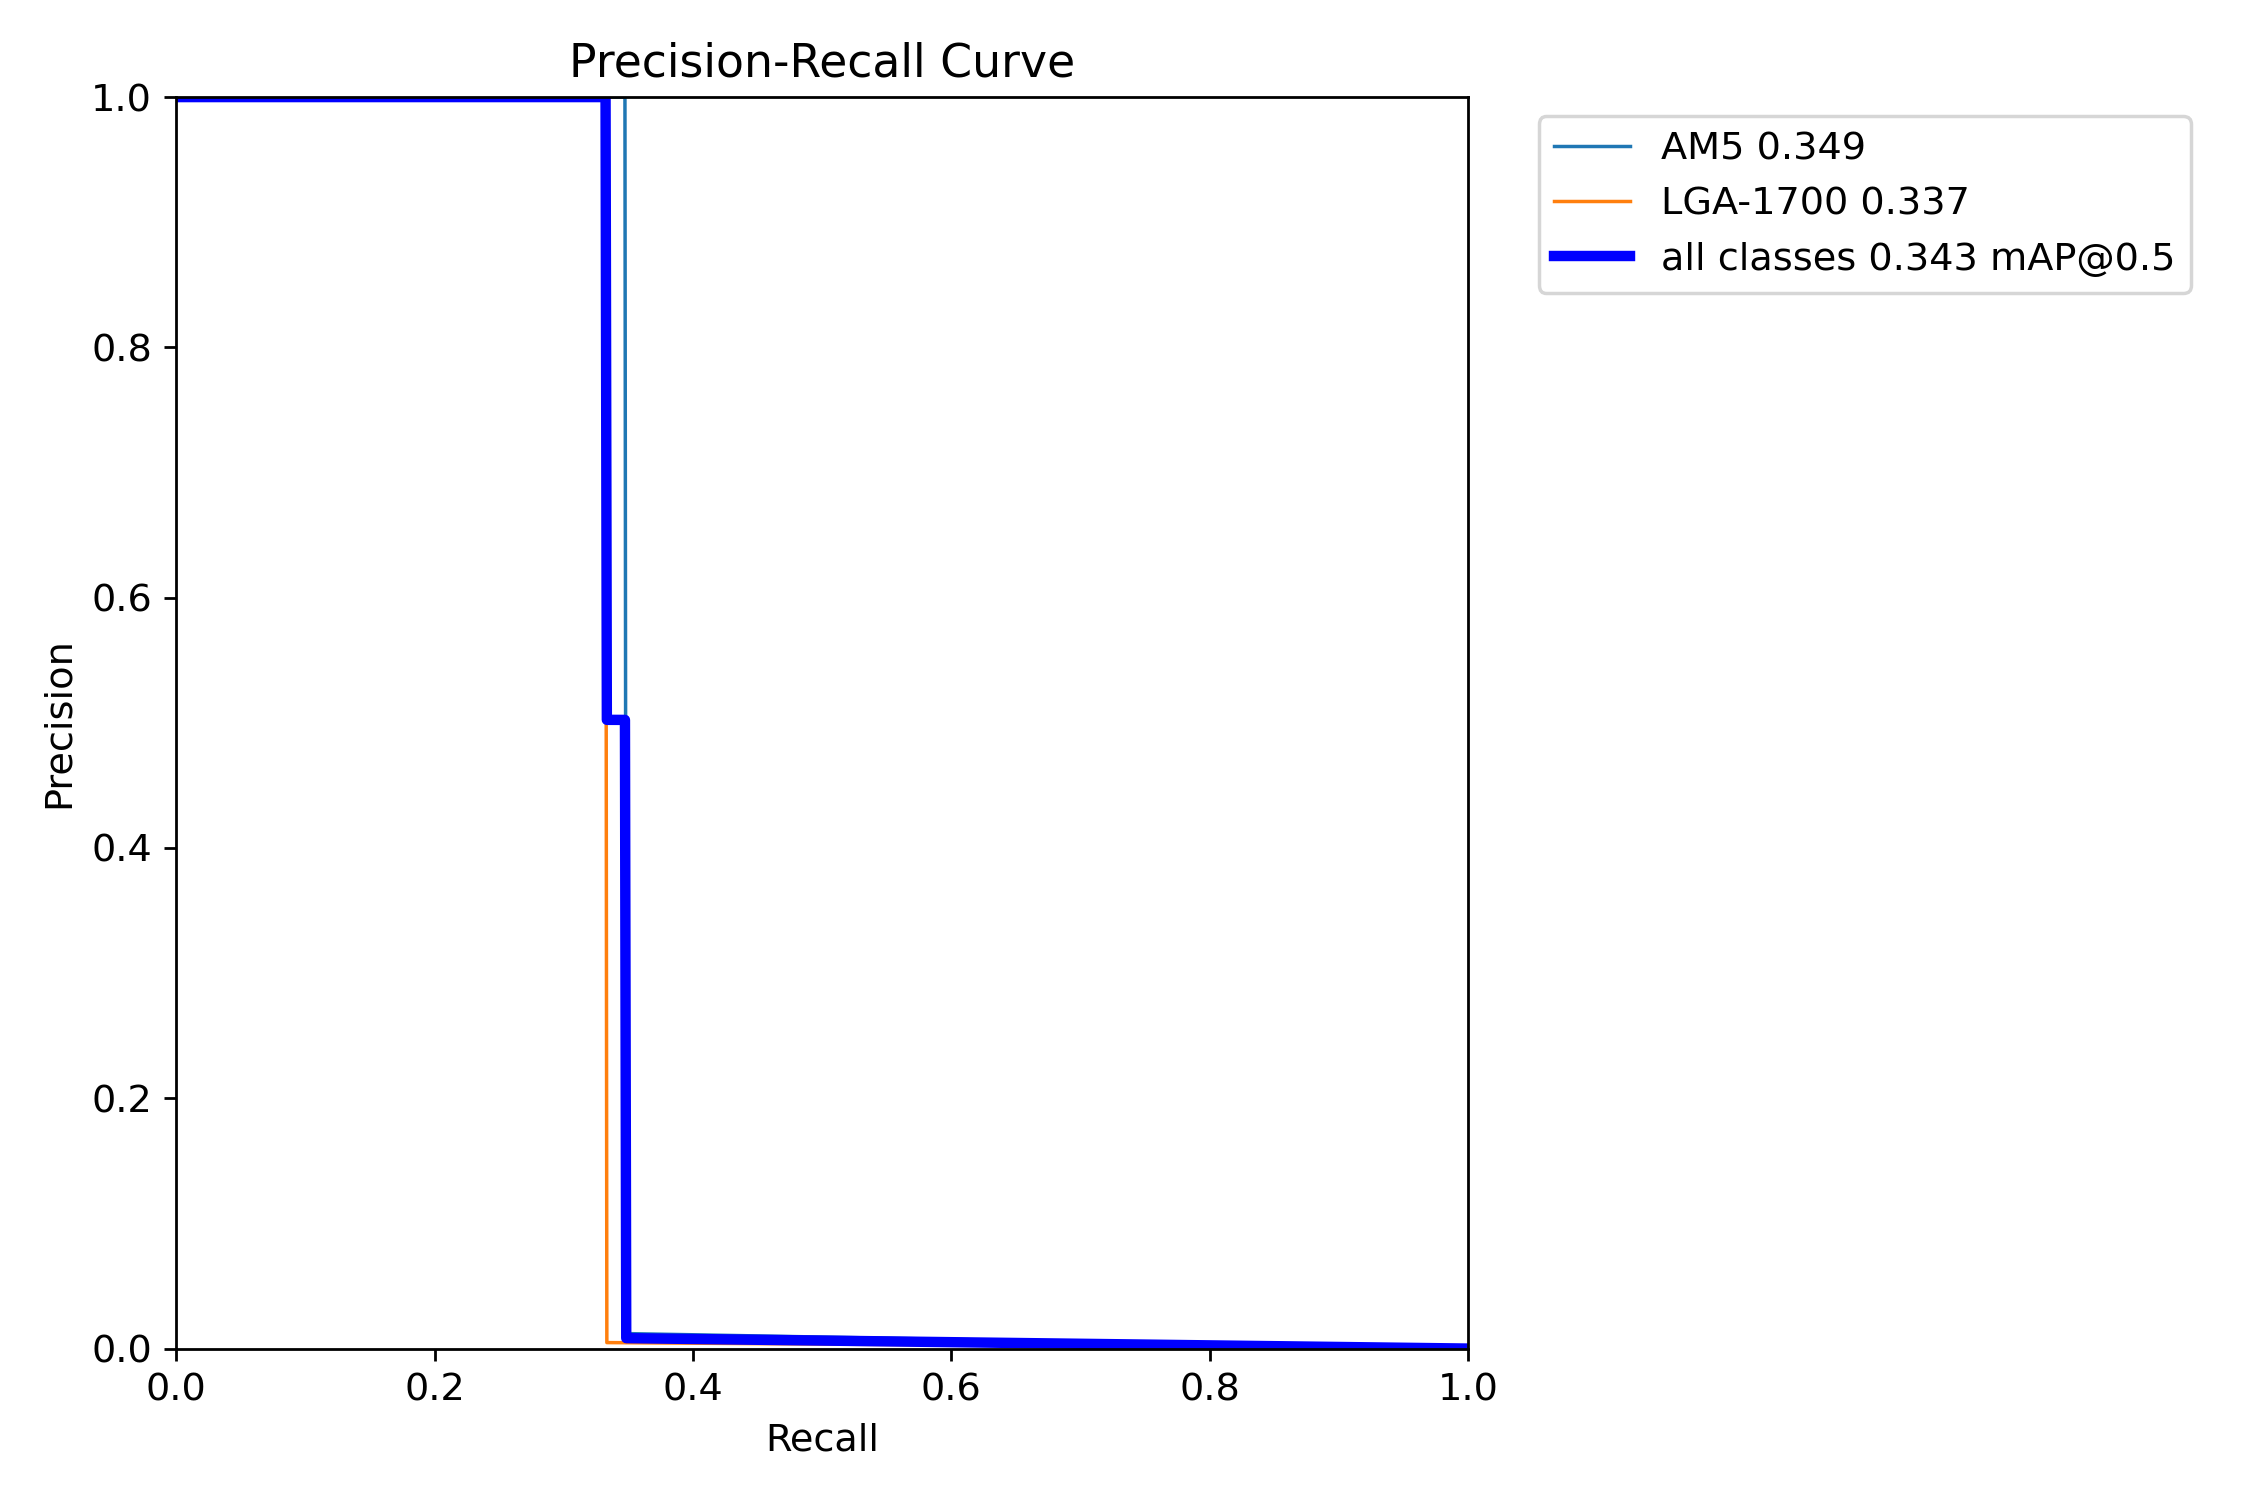 Precision-Recall Curve
1.0
0.8
0.6
0.4
0.2
0.0
Precision
0.0 0.2 0.4 0.6 0.8 1.0
Recall
AM5 0.349
LGA-1700 0.337
all classes 0.343 mAP@0.5